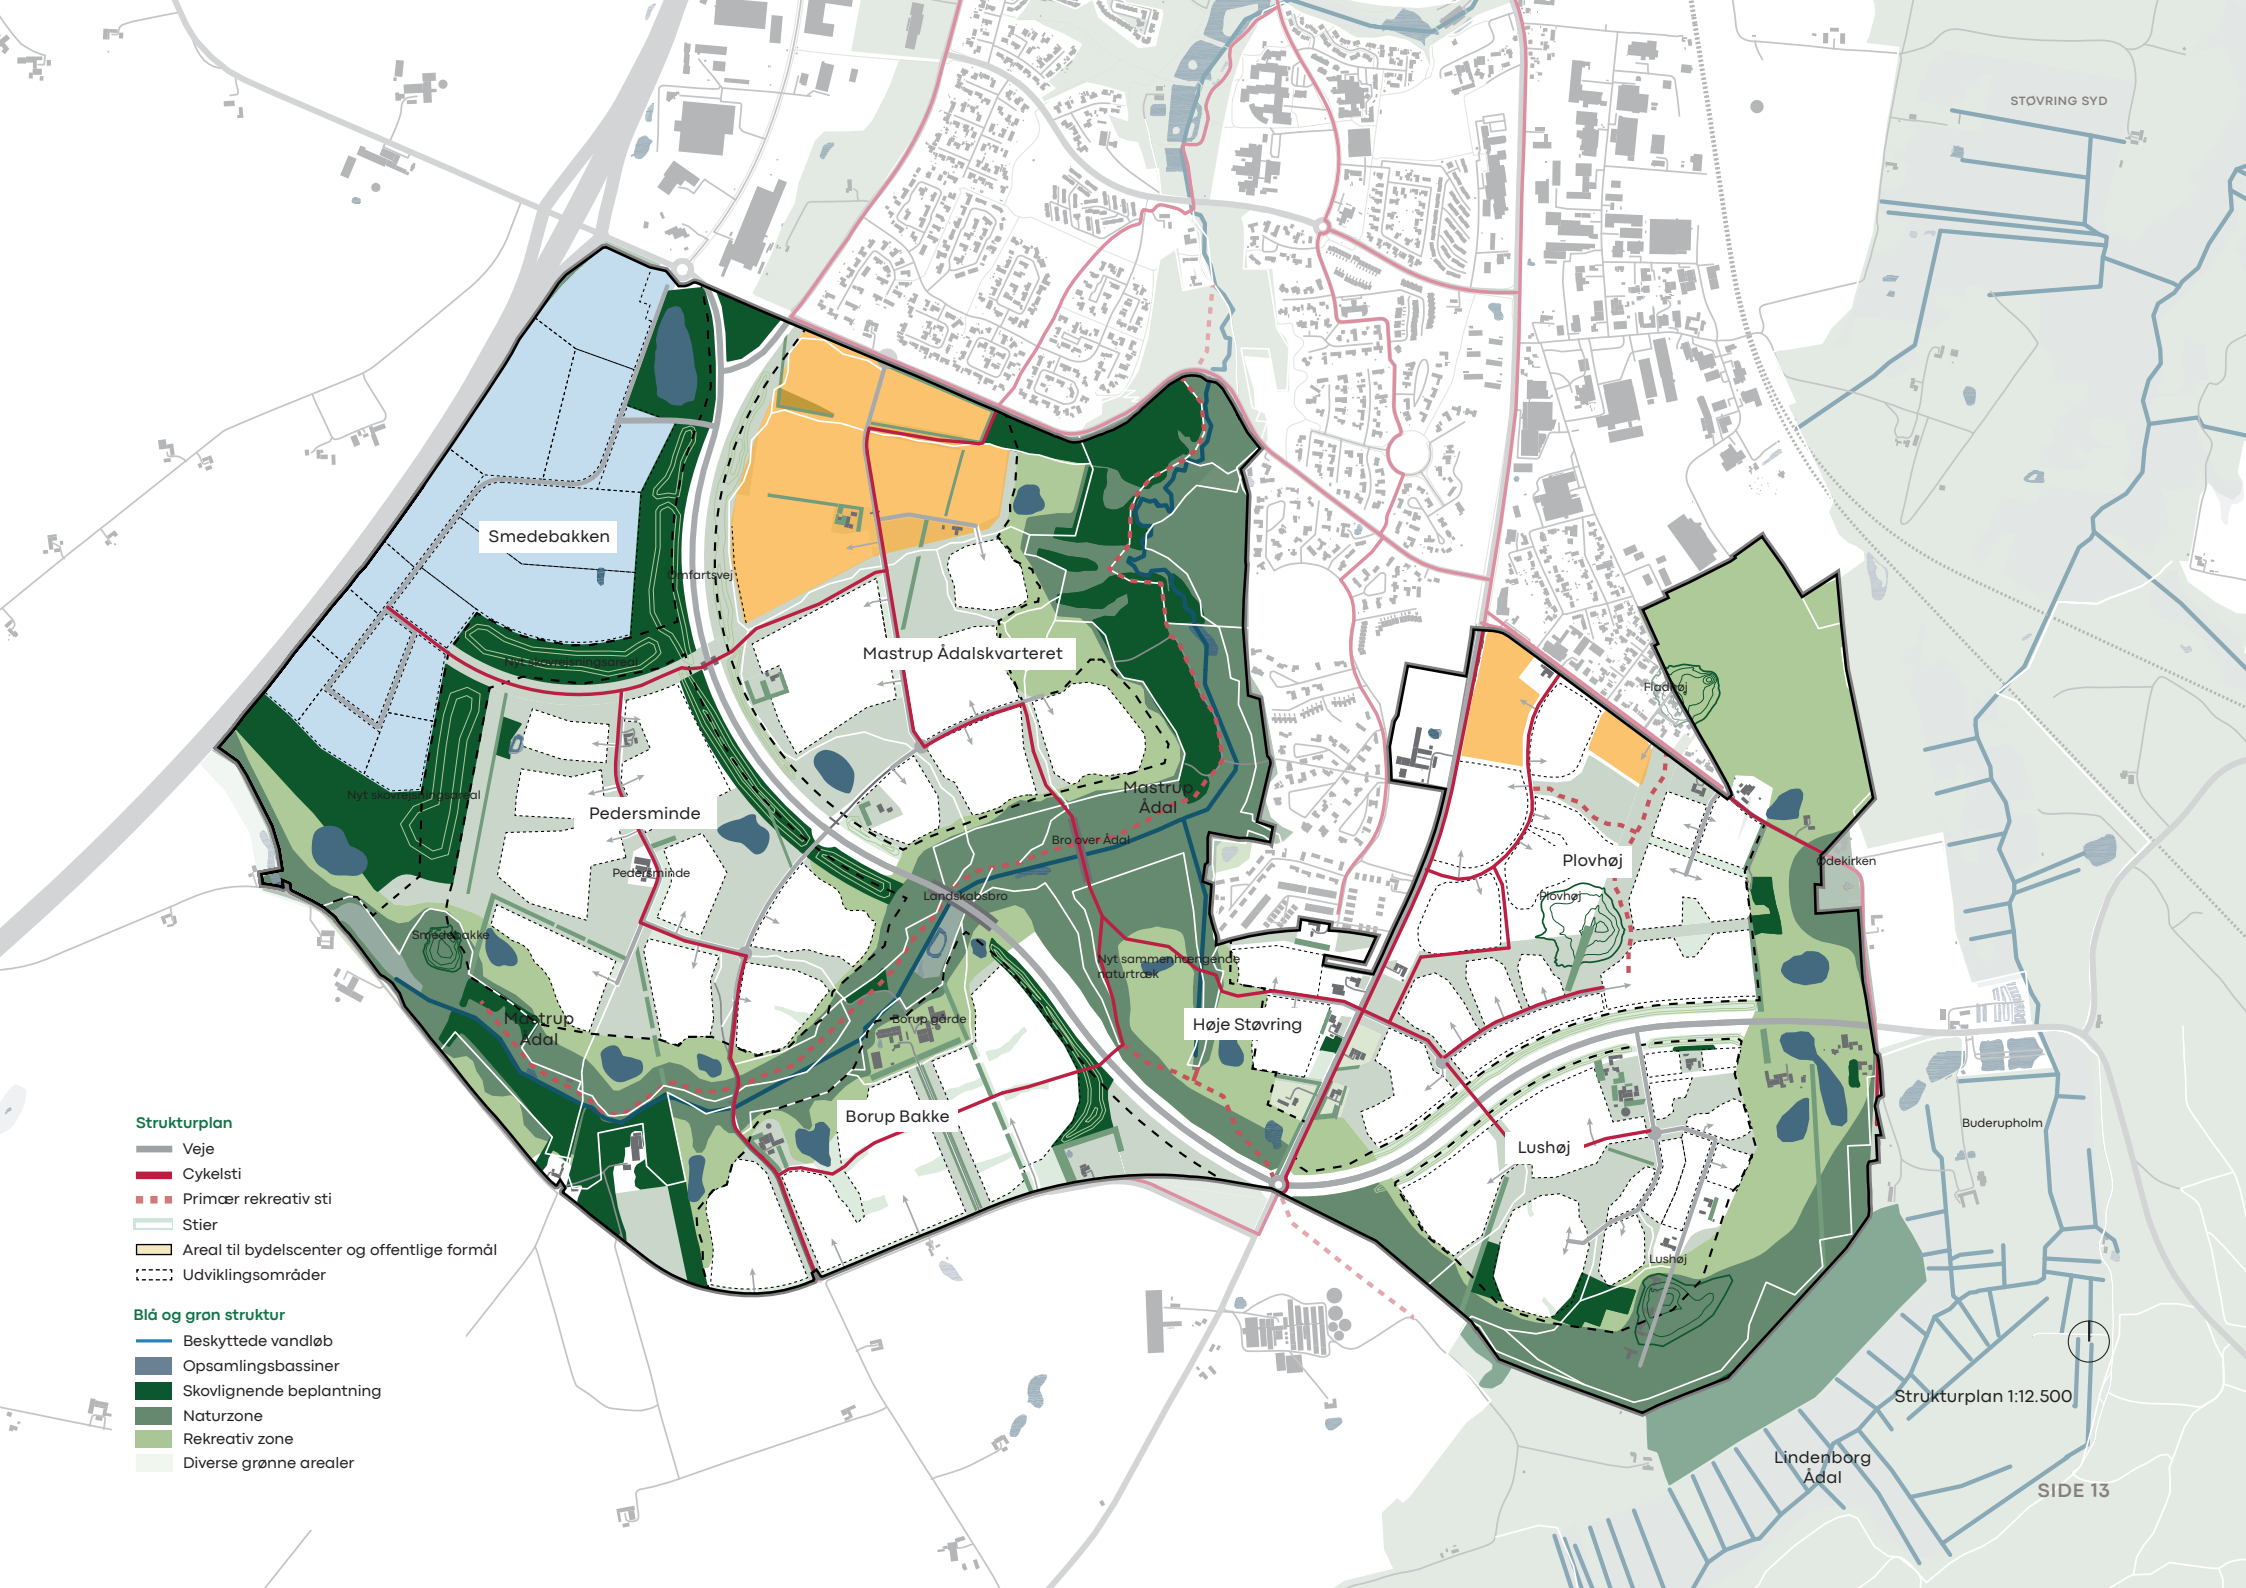 STØVRING SYD
Smedebakken
Omfartsvej
Mastrup Ådalskvarteret
Nyt skovrejsningsareal
Fladhøj
Nyt skovrejsningsareal
Pedersminde
Mastrup
Ådal
Bro over Ådal
Plovhøj
Ødekirken
Pedersminde
Landskabsbro
Plovhøj
Smedebakke
Nyt sammenhængende
naturtræk
Mastrup
Ådal
Borup gårde
Høje Støvring
Borup Bakke
Lushøj
Buderupholm
Lushøj
Strukturplan
Veje
Cykelsti
Primær rekreativ sti
Stier
Areal til bydelscenter og offentlige formål
Udviklingsområder
Blå og grøn struktur
Beskyttede vandløb
Opsamlingsbassiner
Skovlignende beplantning
Naturzone
Rekreativ zone
Diverse grønne arealer
Strukturplan 1:12.500
Lindenborg
Ådal
SIDE 13